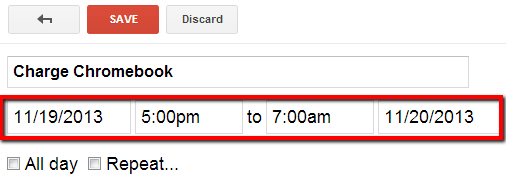 SAVE Discard
Charge Chromebook
11/19/2013 5:00pm to 7:00am 11/20/2013
All day Repeat...